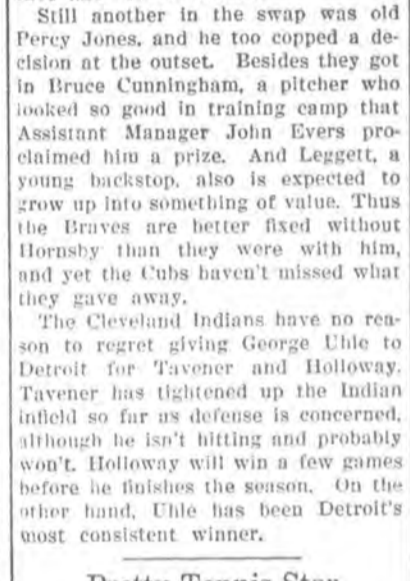 Still another in the swap was old
Percy Jones, and he too copped a de-
cision at the outset. Besides they got
in Bruce Cunningham, a pitcher who
looked so good in training camp that
Assistant Manager John Evers pro-
claimed him a prize. And Leggett, a
young backstop, also is expected to
grow up into something of value. Thus
the Braves are better fixed without
Hornsby than they were with him,
and yet the Cubs haven't missed what
they gave away.
The Cleveland Indians have no rea-
son to regret giving George Uhle to
Detroit for Tavener and Holloway.
Tavener has tightened up the Indian
infield so far as defense is concerned,
although he isn't hitting and probably
won't. Holloway will win a few games
before he finishes the season. On the
other hand, Uhle has been Detroit's
most consistent winner.